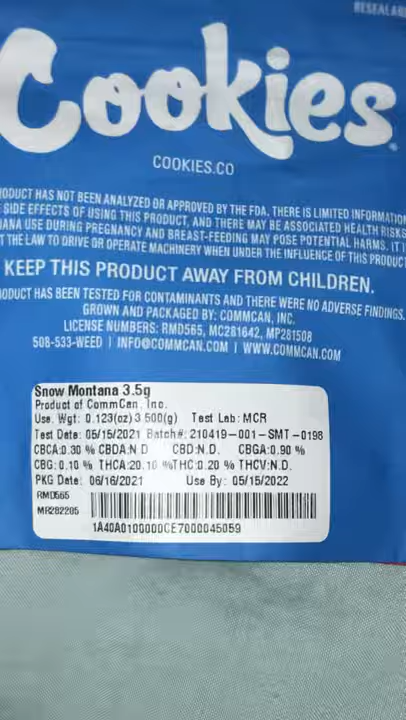 RESEALAB
Cookies
COOKIES.CO
RODUCT HAS NOT BEEN ANALYZED OR APPROVED BY THE FDA. THERE IS LIMITED INFORMATION
SIDE EFFECTS OF USING THIS PRODUCT, AND THERE MAY BE ASSOCIATED HEALTH RISKS
UANA USE DURING PREGNANCY AND BREAST-FEEDING MAY POSE POTENTIAL HARMS. IT I
T THE LAW TO DRIVE OR OPERATE MACHINERY WHEN UNDER THE INFLUENCE OF THIS PRODUCT
KEEP THIS PRODUCT AWAY FROM CHILDREN.
RODUCT HAS BEEN TESTED FOR CONTAMINANTS AND THERE WERE NO ADVERSE FINDINGS.
GROWN AND PACKAGED BY: COMMCAN, INC.
LICENSE NUMBERS: RMD565, MC281642, MP281508
508-533-WEED | INFO@COMMCAN.COM | WWW.COMMCAN.COM
Snow Montana 3.5g
Product of CommCan, Inc.
Use. Wgt: 0.123(oz) 3.500(g) Test Lab: MCR
Test Date: 05/15/2021 Batch#: 210419-001-SMT-0198
CBCA:0.30 % CBDA:N.D CBD:N.D. CBGA:0.90 %
CBG:0.10 % THCA:20.10 %THC:0.20 % THCV:N.D.
PKG Date: 06/16/2021 Use By: 05/15/2022
RMD565
MR282205
1A40A0100000CE7000045059